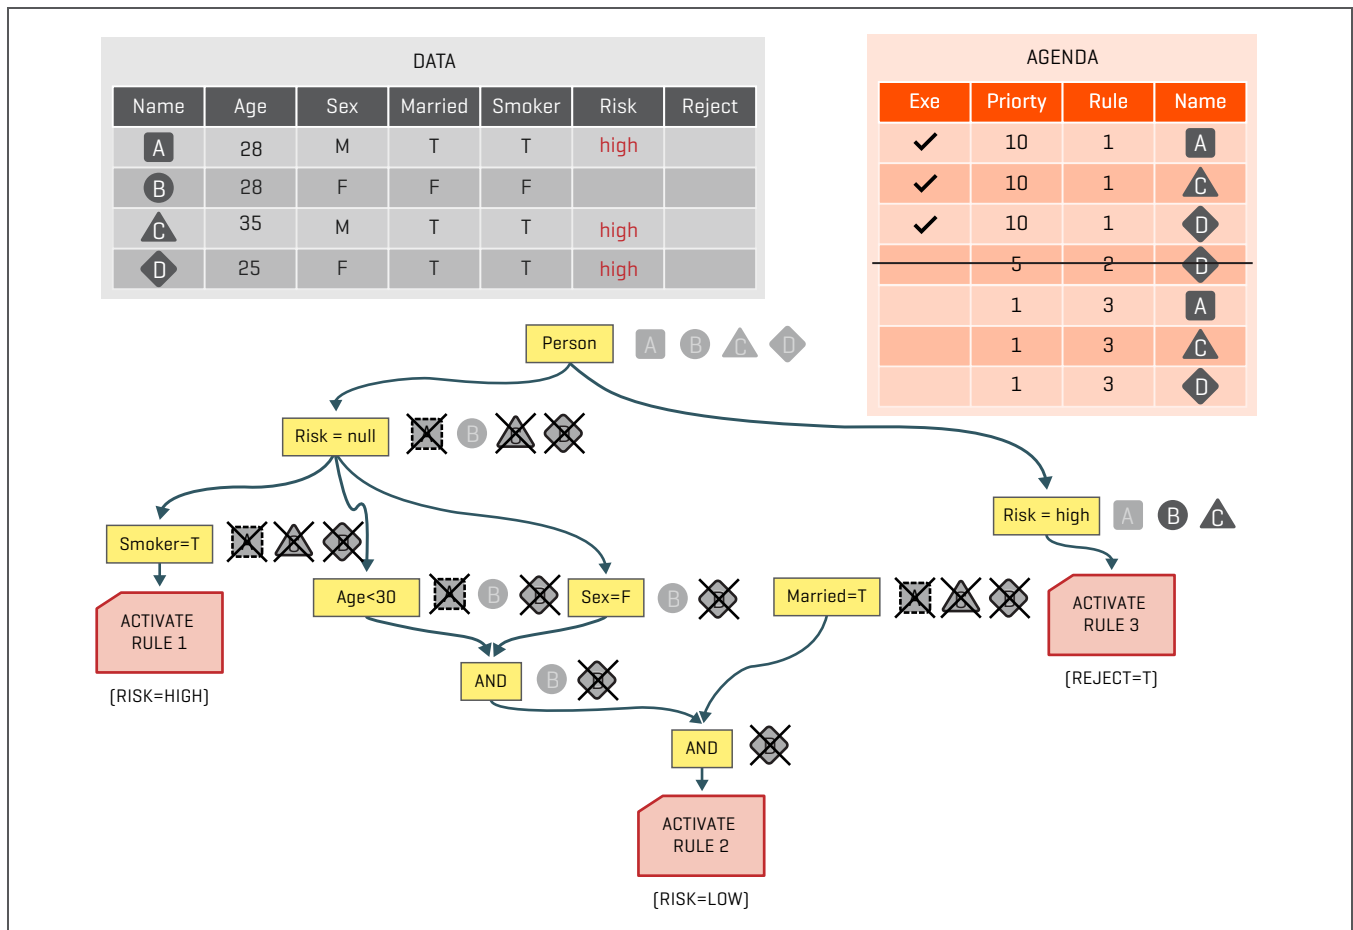 DATA
Name Age Sex Married Smoker Risk Reject
A 28 M T T high
B 28 F F F
C 35 M T T high
D 25 F T T high
AGENDA
Exe Priorty Rule Name
10 1 A
10 1 C
10 1 D
5 2 D
1 3 A
1 3 C
1 3 D
Person A B C D
Risk = null A B C D
Risk = high A B C
Smoker=T A C D
Age<30 A B D
Sex=F B D
Married=T A C D
ACTIVATE
RULE 1
(RISK=HIGH)
ACTIVATE
RULE 3
(REJECT=T)
AND B D
AND D
ACTIVATE
RULE 2
(RISK=LOW)